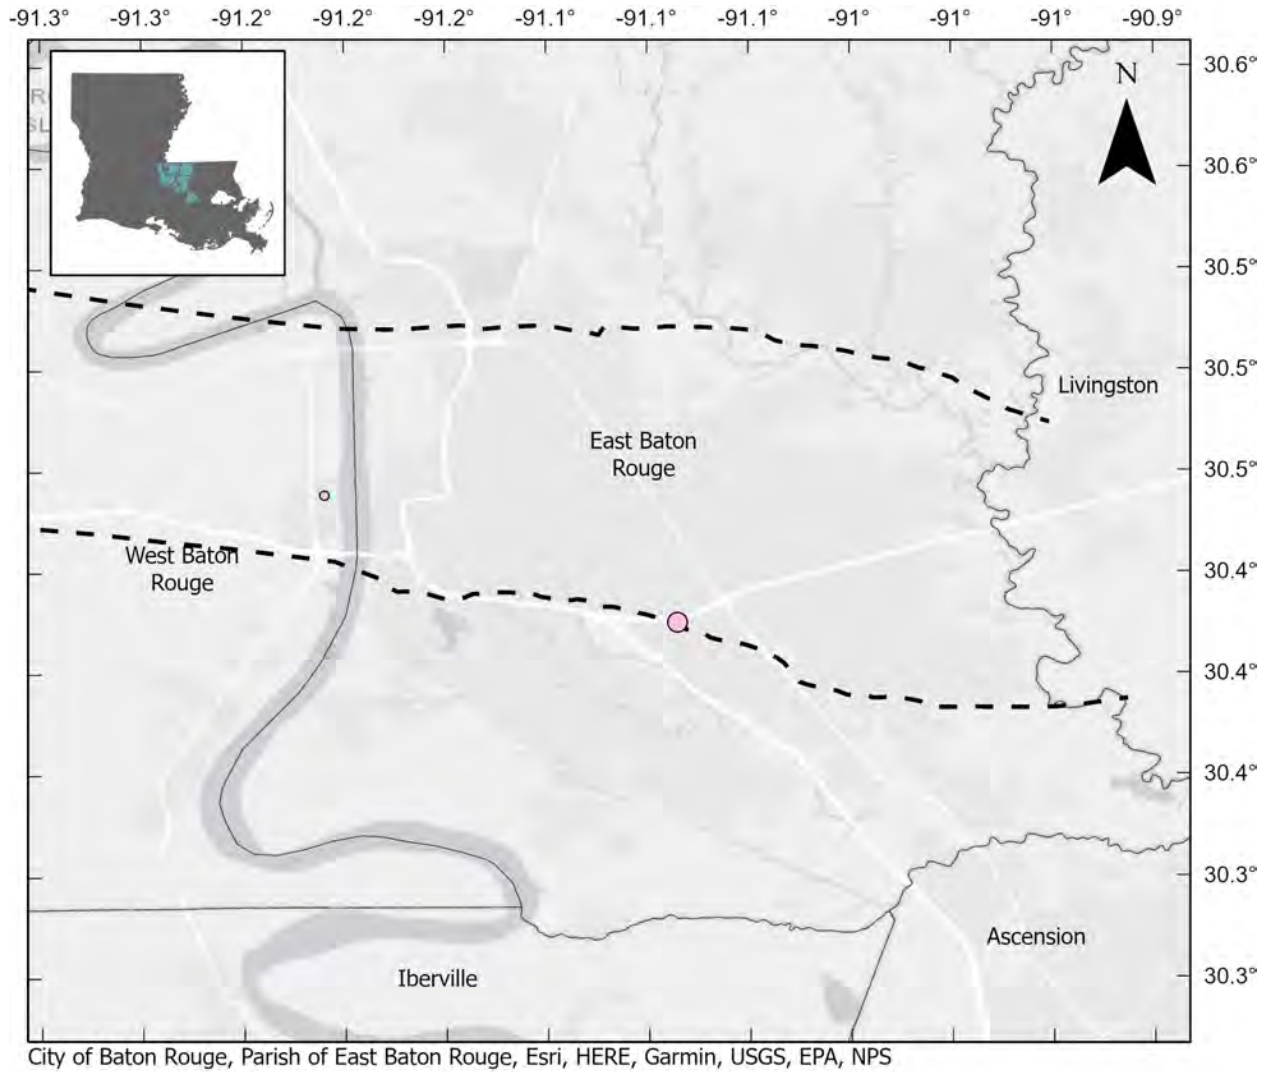 -91.3° -91.3° -91.2° -91.2° -91.2° -91.1° -91.1° -91.1° -91° -91° -91° -90.9°
N
30.6°
R
SL
30.6°
30.5°
30.5°
Livingston
East Baton
Rouge
30.5°
West Baton
Rouge
30.4°
30.4°
30.4°
30.3°
Ascension
Iberville
30.3°
City of Baton Rouge, Parish of East Baton Rouge, Esri, HERE, Garmin, USGS, EPA, NPS